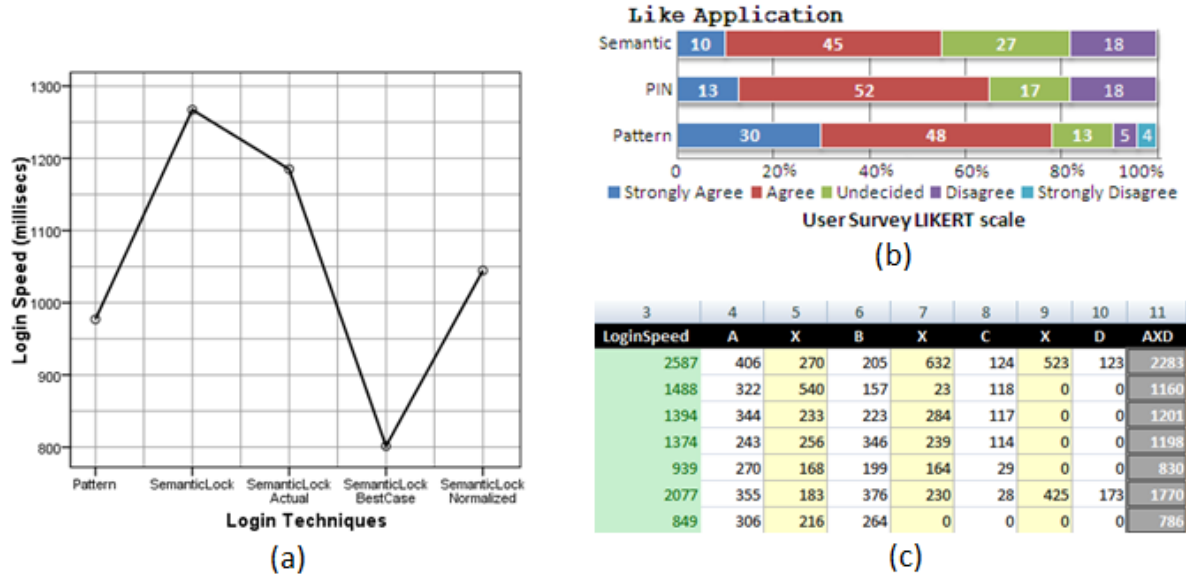 1300
1200
1100
1000
900
800
Login Speed (millisecs)
Pattern SemanticLock SemanticLock Actual SemanticLock BestCase SemanticLock Normalized
Login Techniques
(a)
Like Application
Semantic 10 45 27 18
PIN 13 52 17 18
Pattern 30 48 13 5 4
0 20% 40% 60% 80% 100%
Strongly Agree Agree Undecided Disagree Strongly Disagree
User Survey LIKERT scale
(b)
3 4 5 6 7 8 9 10 11
LoginSpeed A X B X C X D AXD
2587 406 270 205 632 124 523 123 2283
1488 322 540 157 23 118 0 0 1160
1394 344 233 223 284 117 0 0 1201
1374 243 256 346 239 114 0 0 1198
939 270 168 199 164 29 0 0 830
2077 355 183 376 230 28 425 173 1770
849 306 216 264 0 0 0 0 786
(c)